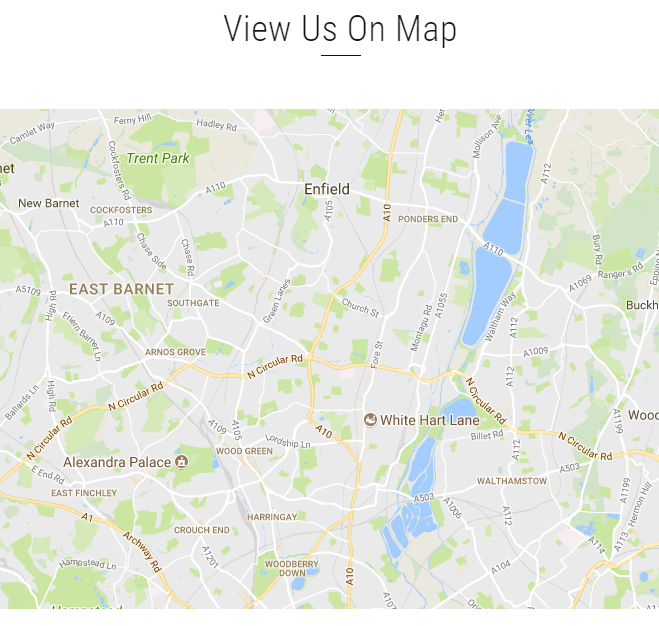 View Us On Map
Camlet Way
Ferny Hill
Hadley Rd
Mollison Ave
Cockfosters Rd
Trent Park
A112
A110
Enfield
New Barnet
COCKFOSTERS
A105
A10
PONDERS END
A110
Chase Side
Chase Rd
A110
Bury Rd
Ranger's Rd
A1069
A5109
EAST BARNET
SOUTHGATE
High Rd
Green Lanes
Church St
A1055
Waltham Way
Friern Barnet Ln
A109
Montagu Rd
A112
Fore St
ARNOS GROVE
A1009
N Circular Rd
A112
Ballards Ln
High Rd
N Circular Rd
N Circular Rd
White Hart Lane
A1199
A109
A105
A10
N Circular Rd
Lordship Ln
Billet Rd
N Circular Rd
WOOD GREEN
A112
Alexandra Palace
A503
E End Rd
WALTHAMSTOW
EAST FINCHLEY
A503
A1006
A1199
Hermon Hill
A1
HARRINGAY
A112
CROUCH END
Archway Rd
A1201
A114
A113
Hampstead Ln
WOODBERRY
DOWN
A10
A104